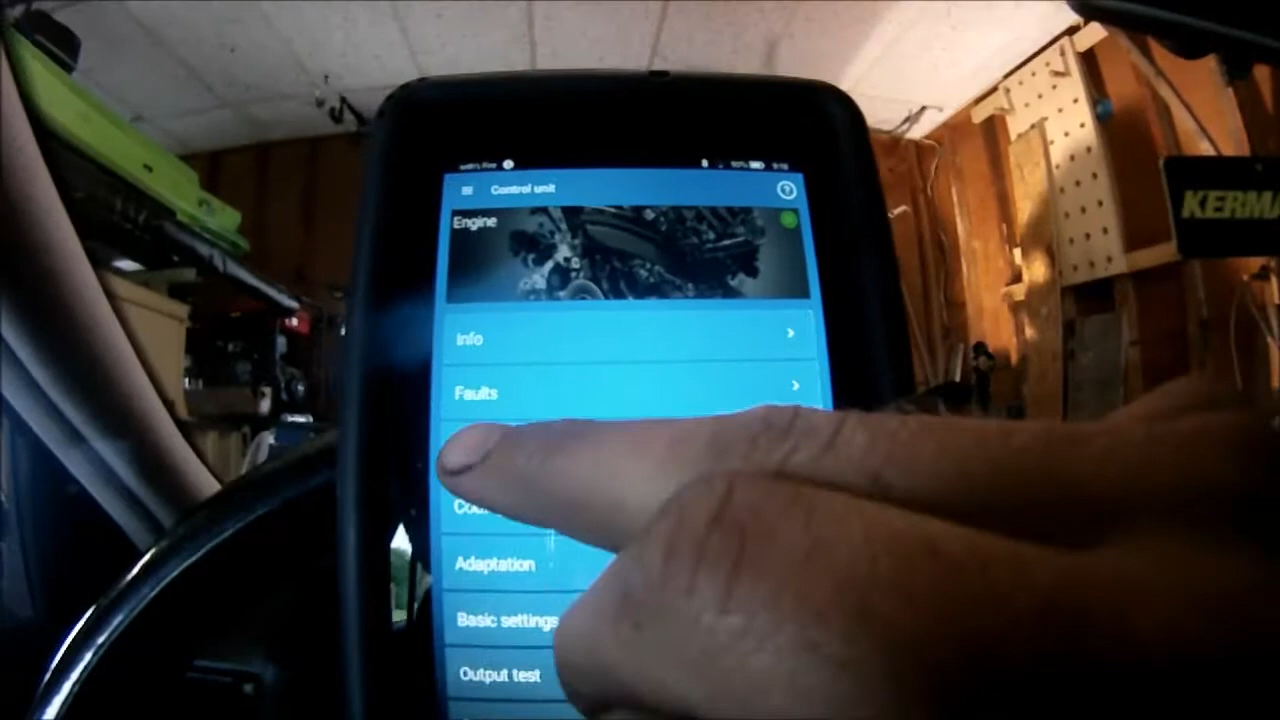 Control unit
?
Engine
Info
Faults
Adaptation
Basic settings
Output test
KERMA